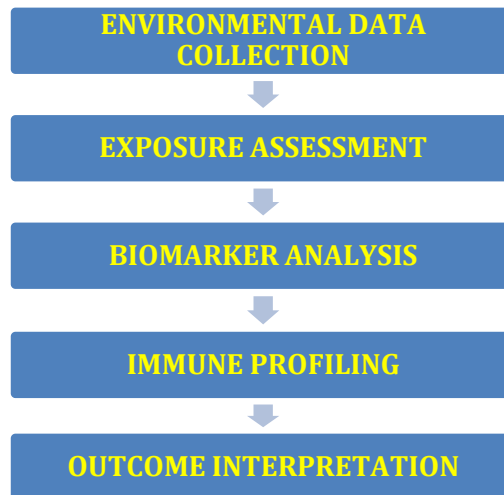 ENVIRONMENTAL DATA
COLLECTION
EXPOSURE ASSESSMENT
BIOMARKER ANALYSIS
IMMUNE PROFILING
OUTCOME INTERPRETATION